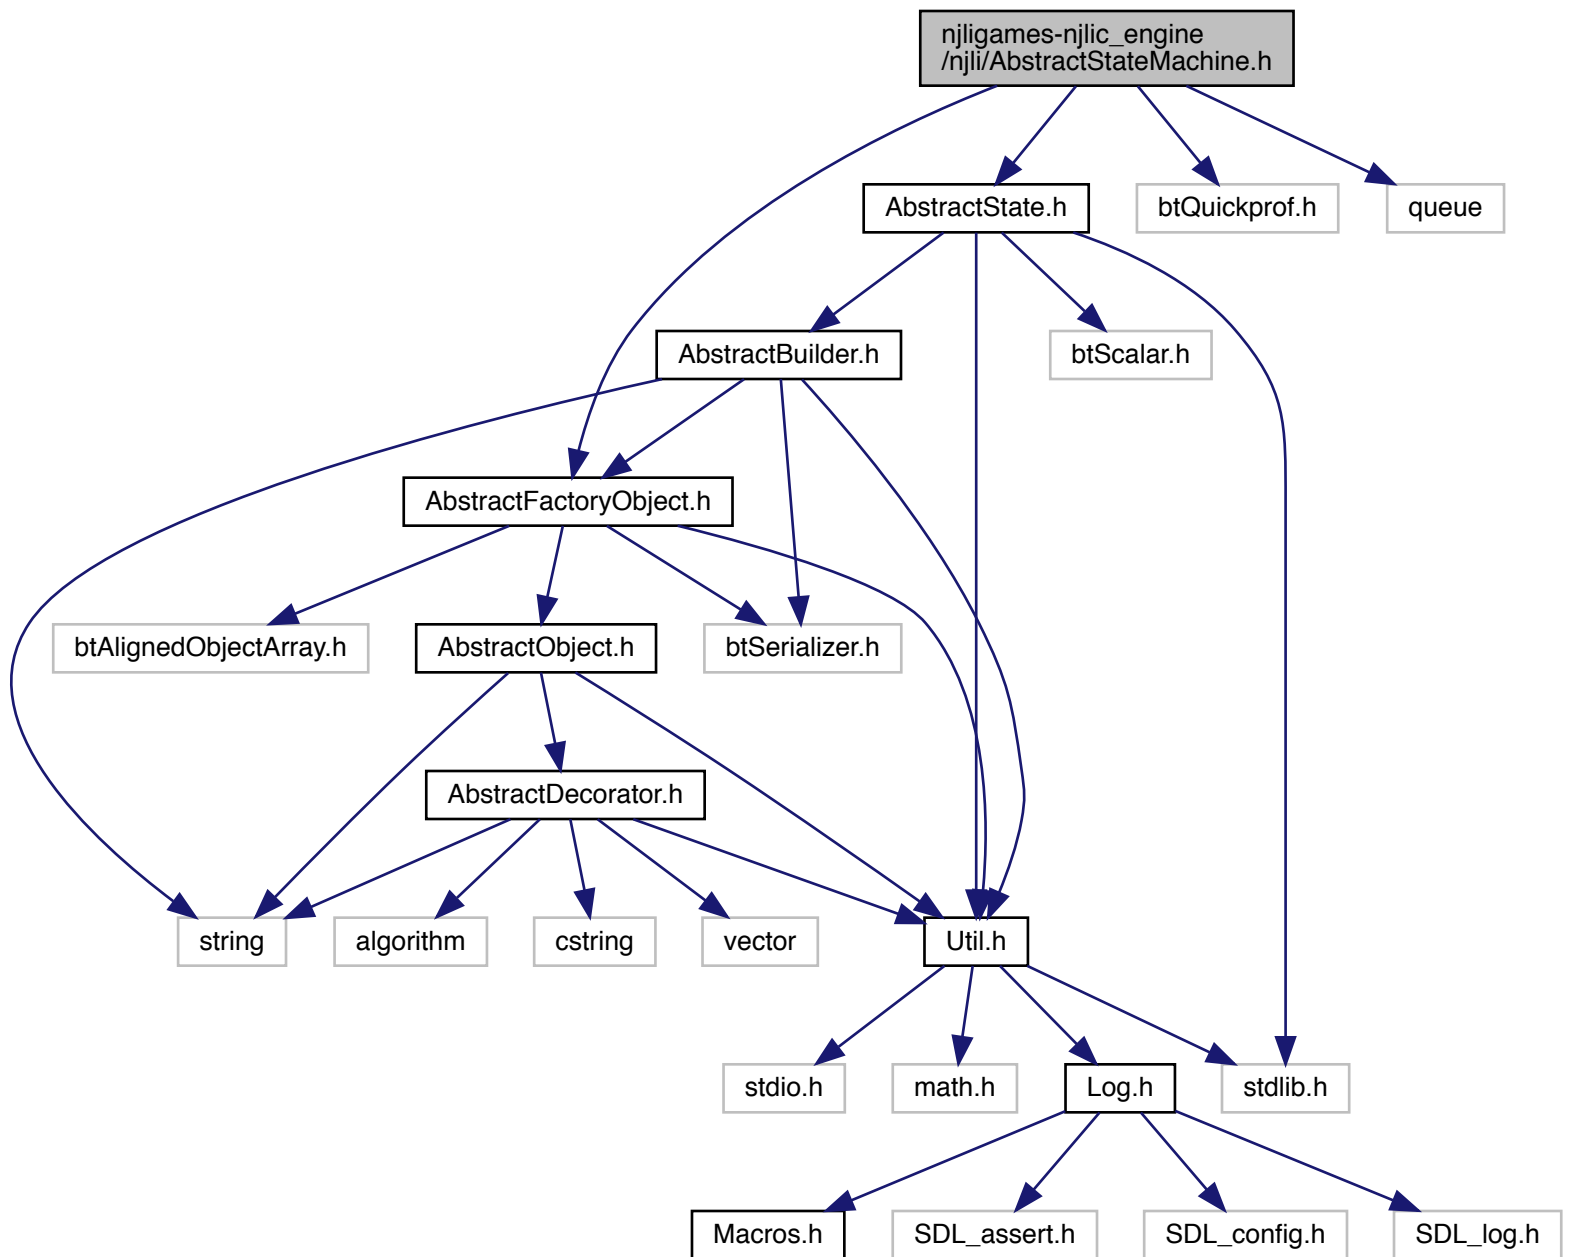 njligames-njlic_engine
/njli/AbstractStateMachine.h
AbstractState.h
btQuickprof.h
queue
AbstractBuilder.h
btScalar.h
AbstractFactoryObject.h
btAlignedObjectArray.h
AbstractObject.h
btSerializer.h
AbstractDecorator.h
string
algorithm
cstring
vector
Util.h
stdio.h
math.h
Log.h
stdlib.h
Macros.h
SDL_assert.h
SDL_config.h
SDL_log.h